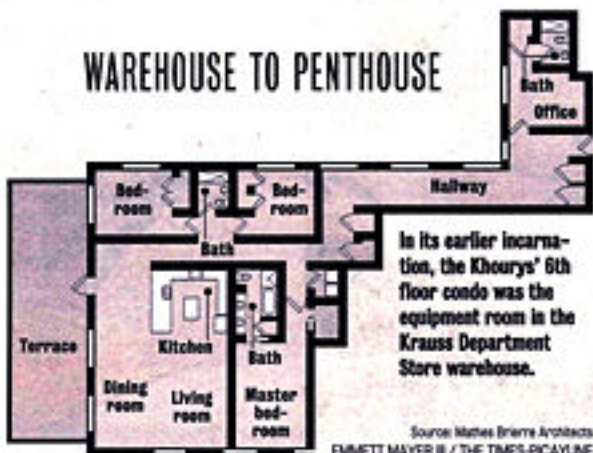 WAREHOUSE TO PENTHOUSE
Bath
Office
Bed-
room
Bed-
room
Hallway
Bath
In its earlier incarna-
tion, the Khourys' 6th
floor condo was the
equipment room in the
Krauss Department
Store warehouse.
Terrace
Kitchen
Bath
Dining
room
Living
room
Master
bed-
room
Source: Mathes Brierre Architects
EMMETT MAYER III / THE TIMES-PICAYUNE